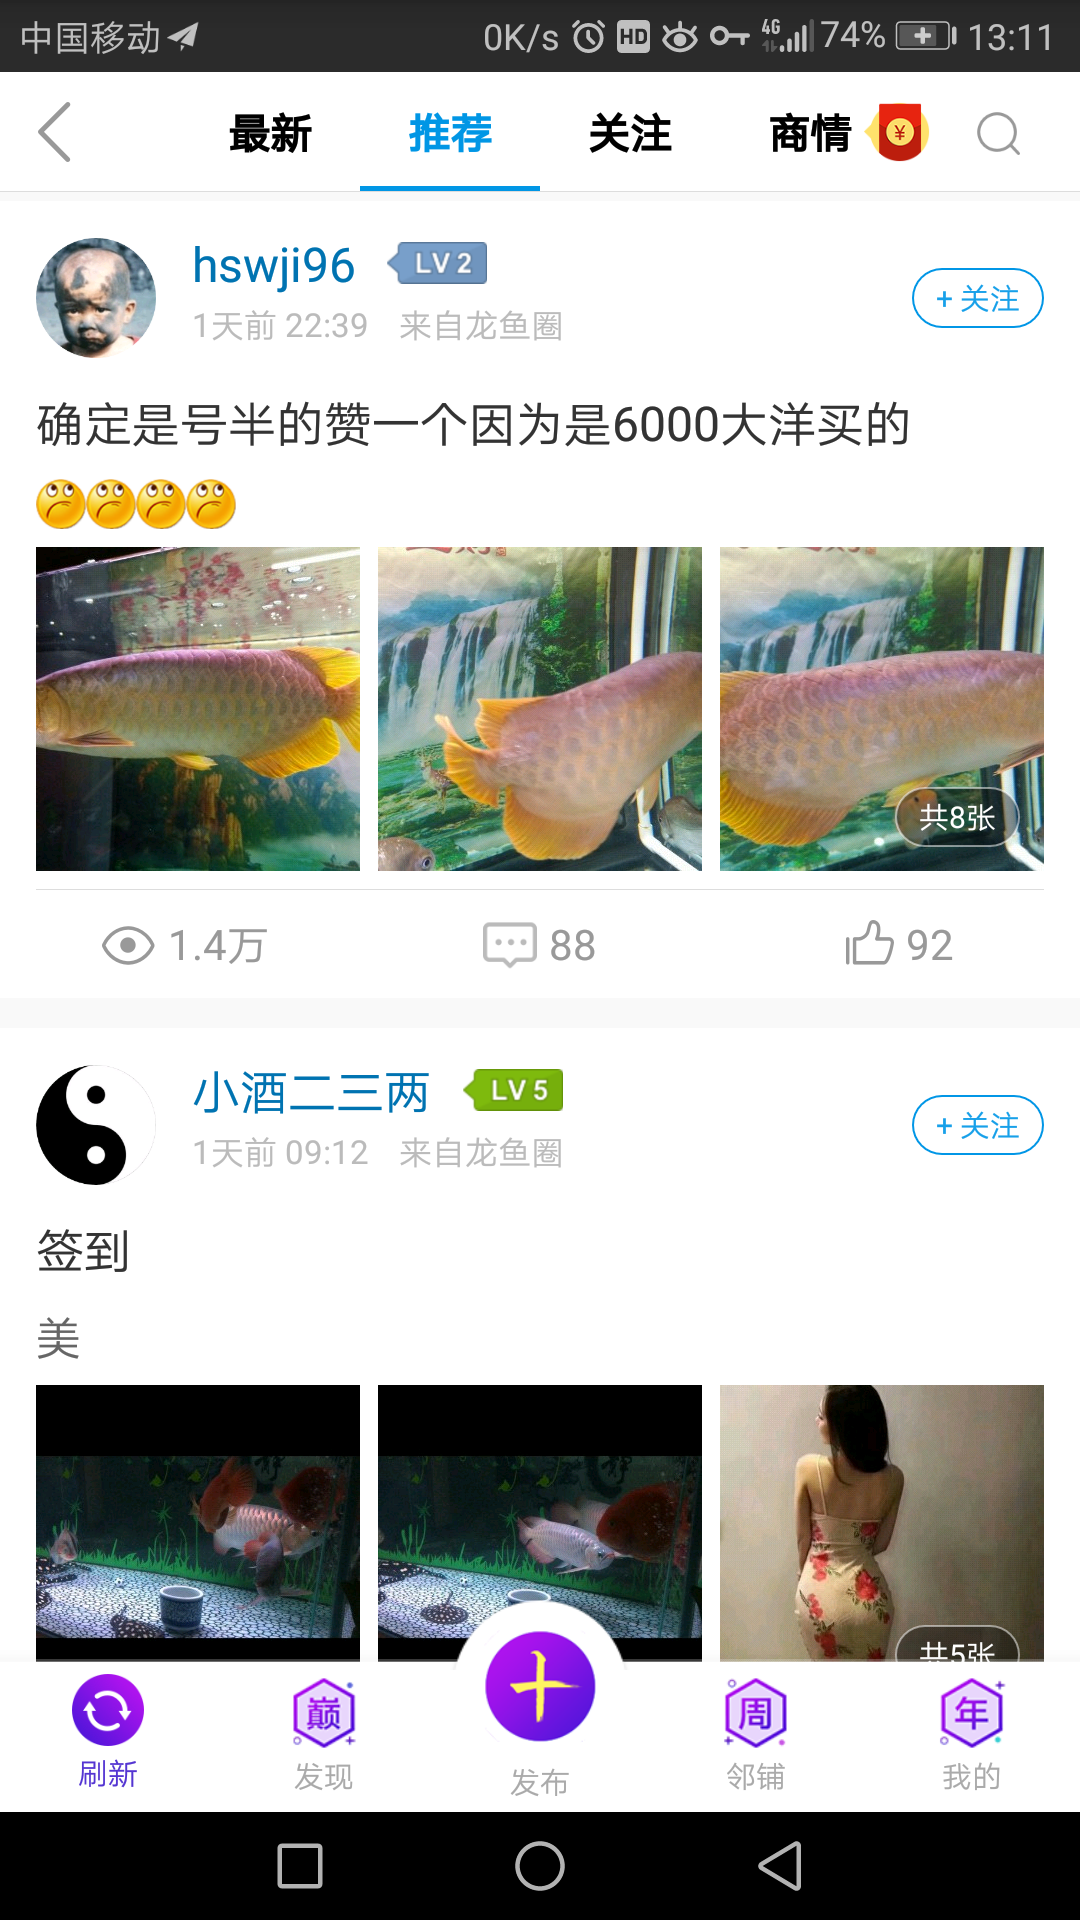 中国移动 0K/s HD 4G 74% 13:11
最新 推荐 关注 商情 ¥
hswji96 LV 2
+ 关注
1天前 22:39 来自龙鱼圈
确定是号半的赞一个因为是6000大洋买的
共8张
1.4万 88 92
小酒二三两 LV 5
+ 关注
1天前 09:12 来自龙鱼圈
签到
美
共5张
巅 周 年
刷新 发现 发布 邻铺 我的